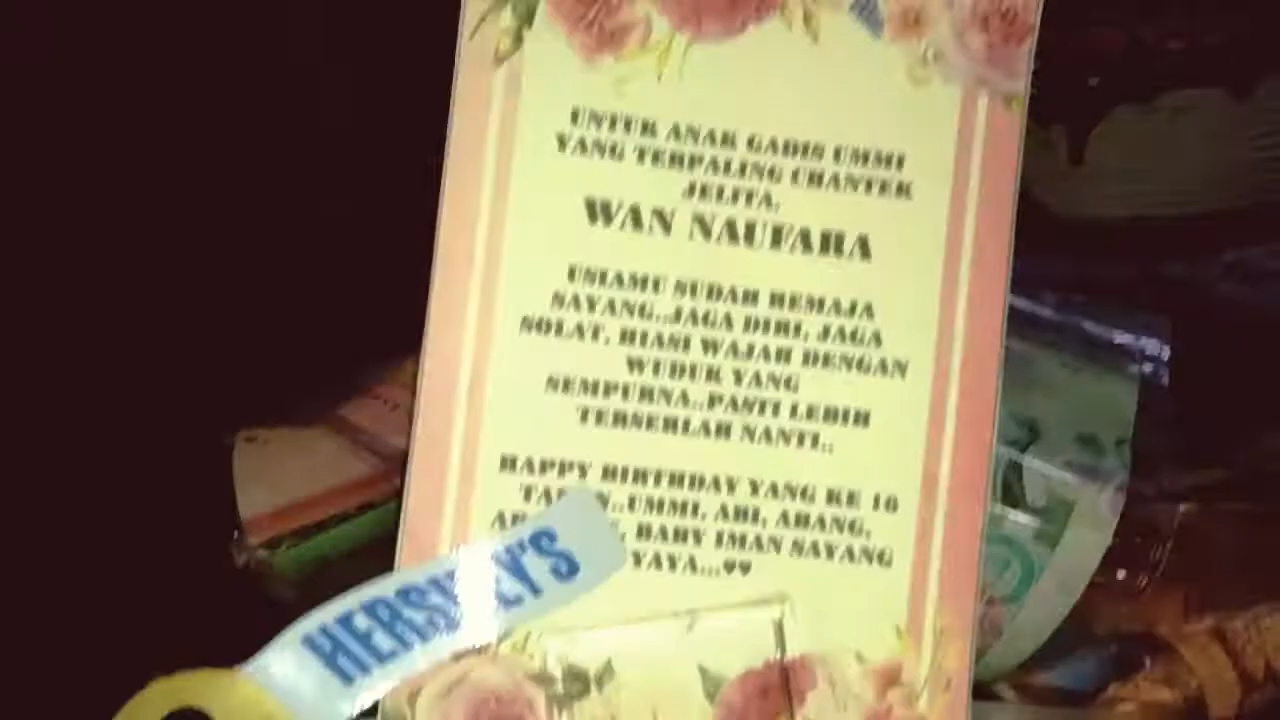 UNTUK ANAK GADIS UMMI
YANG TERPALING CHANTEK
JELITA.
WAN NAUFARA
USIAMU SUDAH REMAJA
SAYANG..JAGA DIRI, JAGA
SOLAT, HIASI WAJAH DENGAN
WUDUK YANG
SEMPURNA..PASTI LEBIH
TERSERLAH NANTI..
HAPPY BIRTHDAY YANG KE 16
..UMMI, ABI, ABANG,
, BABY IMAN SAYANG
YAYA...♥♥
HERSHEY'S